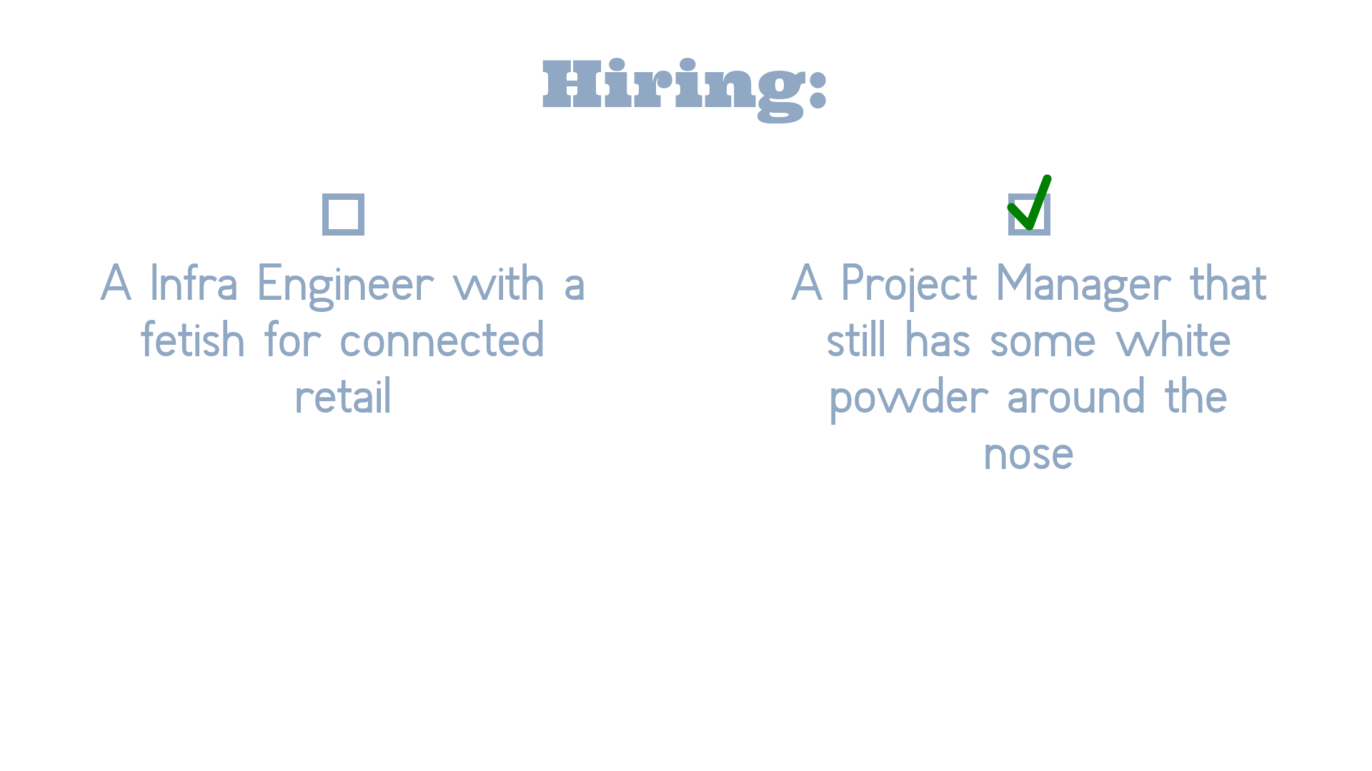 Hiring:
A Infra Engineer with a
fetish for connected
retail
A Project Manager that
still has some white
powder around the
nose